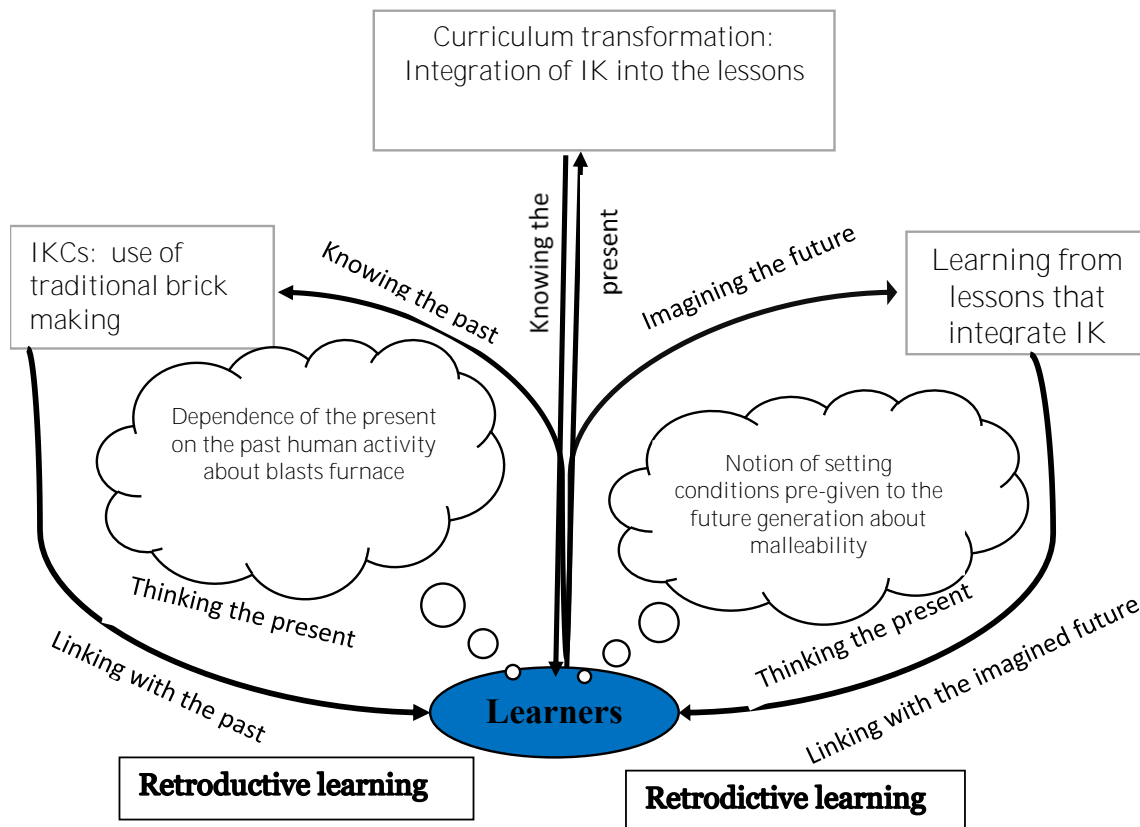 Curriculum transformation:
Integration of IK into the lessons
Knowing the
present
IKCs:  use of
traditional brick
making
Knowing the past
Imagining the future
Learning from
lessons that
integrate IK
Dependence of the present
on the past human activity
about blasts furnace
Notion of setting
conditions pre-given to the
future generation about
malleability
Thinking the present
Linking with the past
Thinking the present
Linking with the imagined future
Learners
Retroductive learning
Retrodictive learning